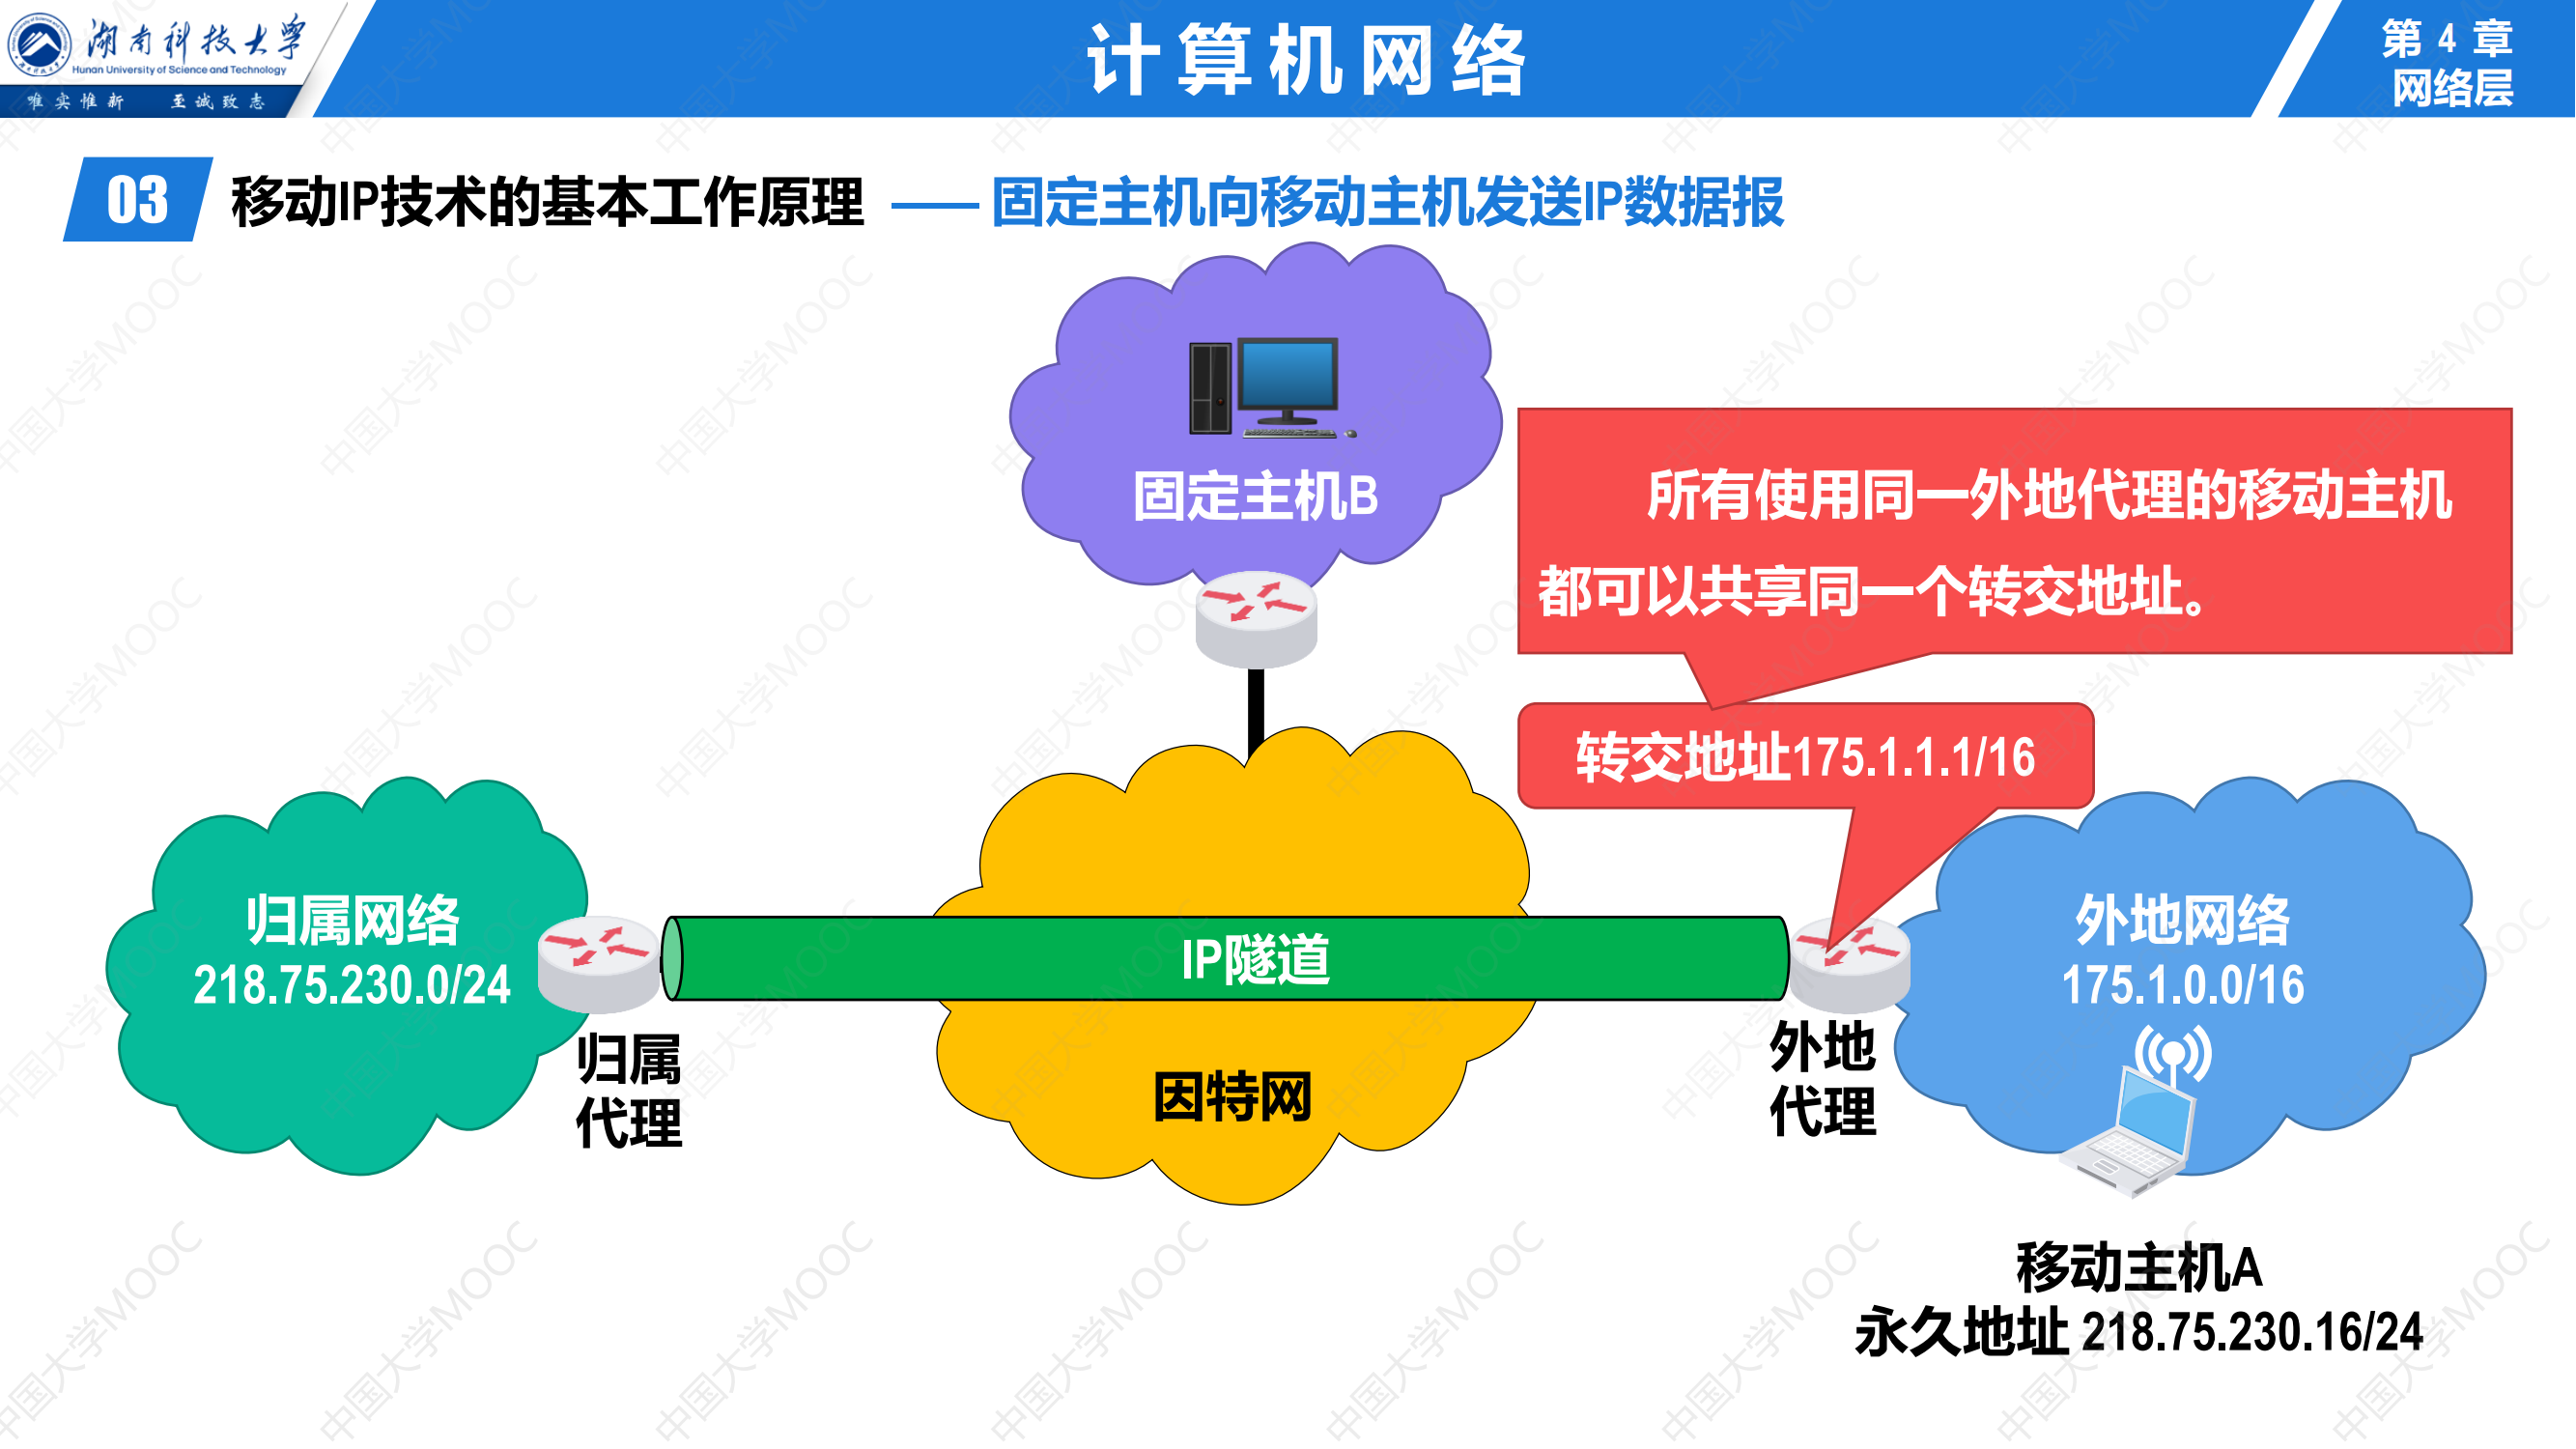 湖南科技大学
Hunan University of Science and Technology
唯实惟新 至诚致志
计算机网络
第 4 章
网络层
03 移动IP技术的基本工作原理 —— 固定主机向移动主机发送IP数据报
固定主机B
所有使用同一外地代理的移动主机
都可以共享同一个转交地址。
转交地址175.1.1.1/16
归属网络
218.75.230.0/24
IP隧道
外地网络
175.1.0.0/16
归属
代理
因特网
外地
代理
移动主机A
永久地址 218.75.230.16/24
中国大学MOOC